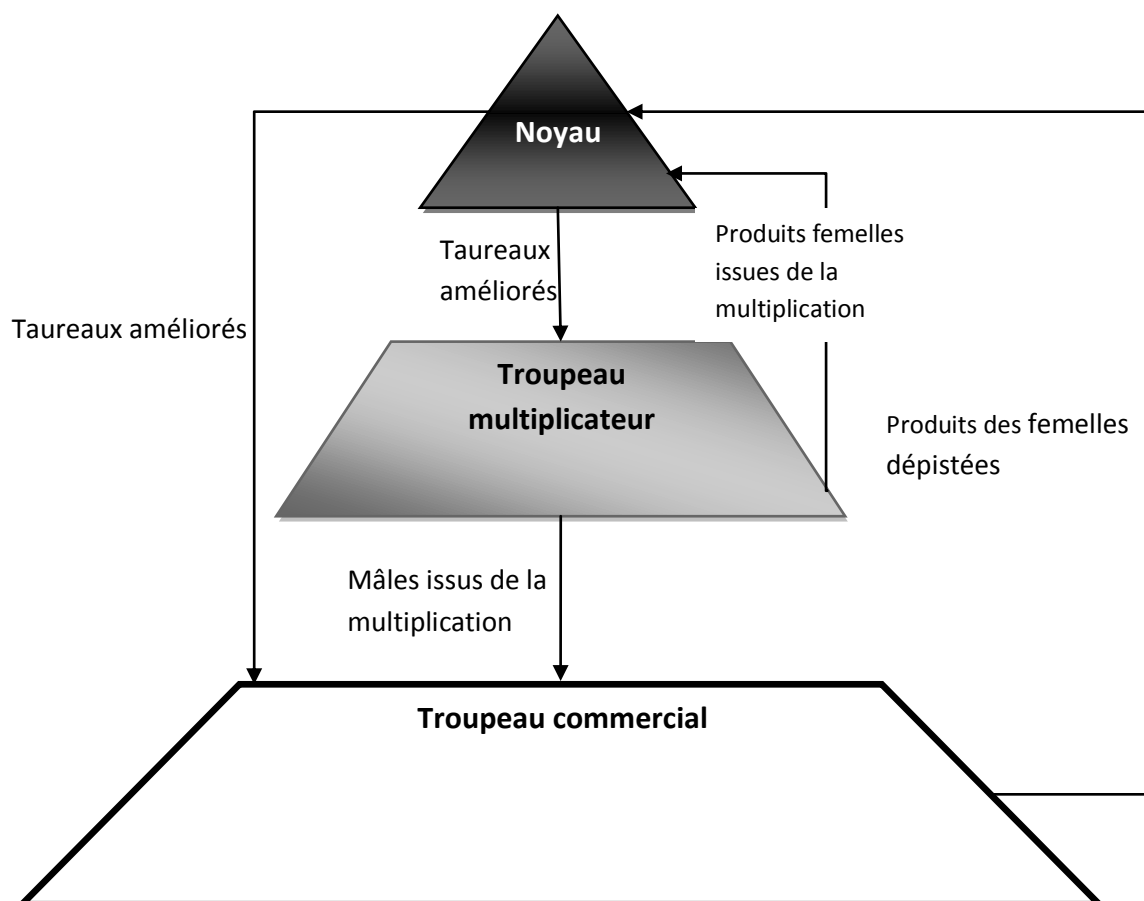 Noyau
Taureaux
améliorés
Produits femelles
issues de la
multiplication
Taureaux améliorés
Troupeau
multiplicateur
Produits des femelles
dépistées
Mâles issus de la
multiplication
Troupeau commercial